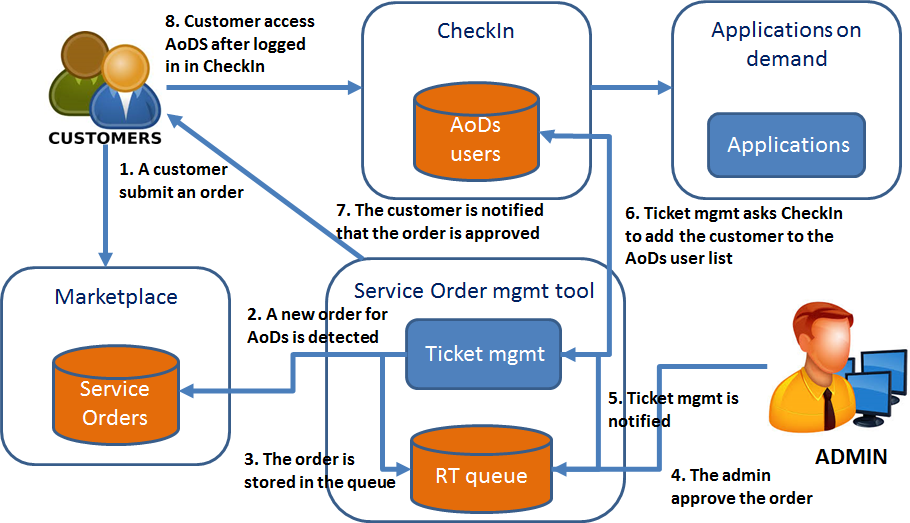 8. Customer access
AoDS after logged
in in CheckIn
CheckIn
Applications on
demand
AoDs
users
Applications
CUSTOMERS
1. A customer
submit an order
7. The customer is notified
that the order is approved
6. Ticket mgmt asks CheckIn
to add the customer to the
AoDs user list
Marketplace
Service Order mgmt tool
2. A new order for
AoDs is detected
Ticket mgmt
Service
Orders
5. Ticket mgmt is
notified
3. The order is
stored in the queue
RT queue
4. The admin
approve the order
ADMIN